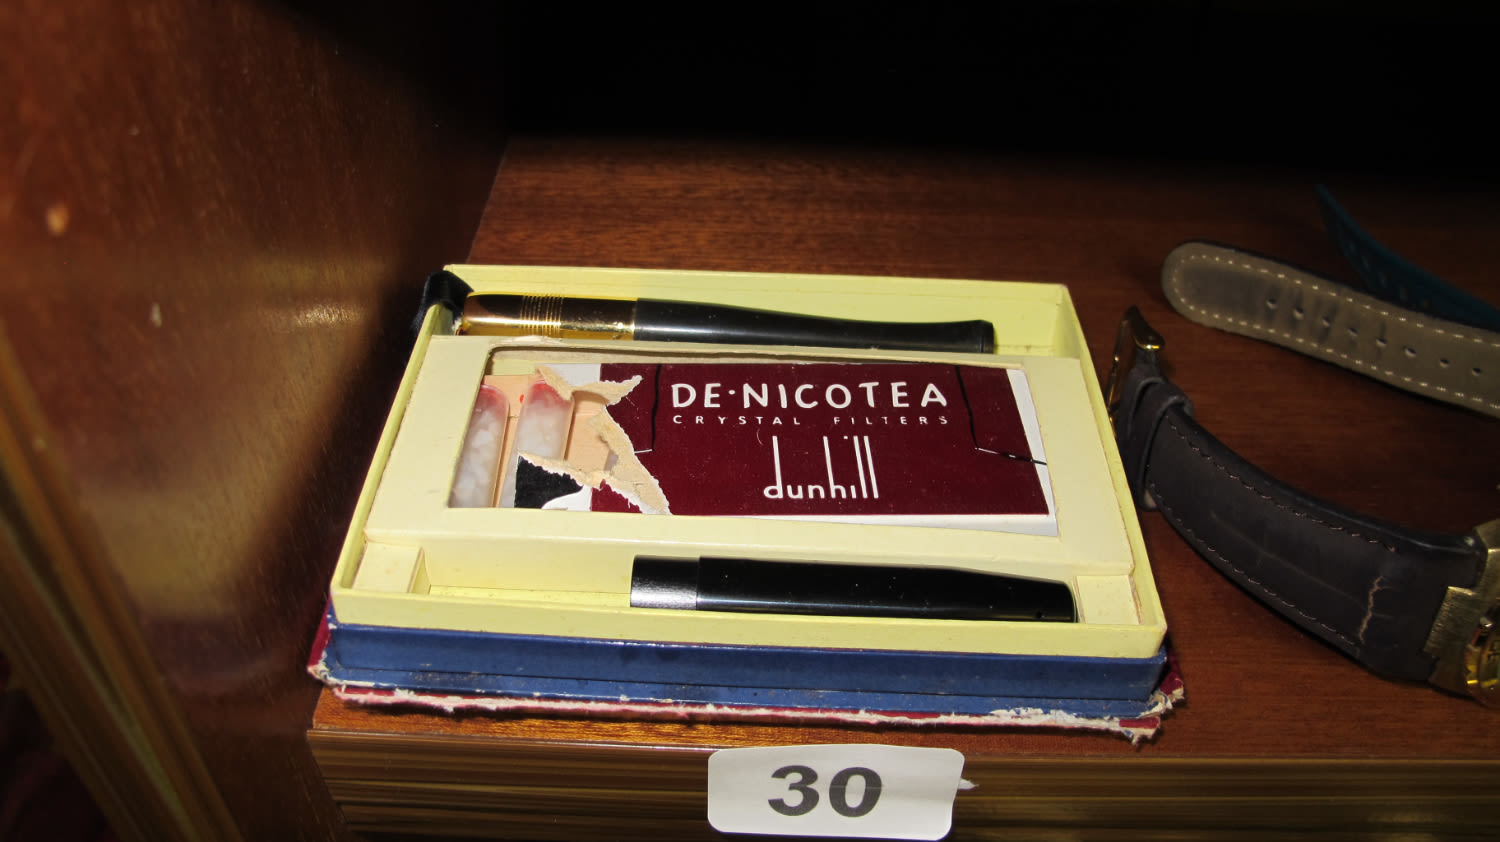 DE·NICOTEA
CRYSTAL FILTERS
dunhill
30